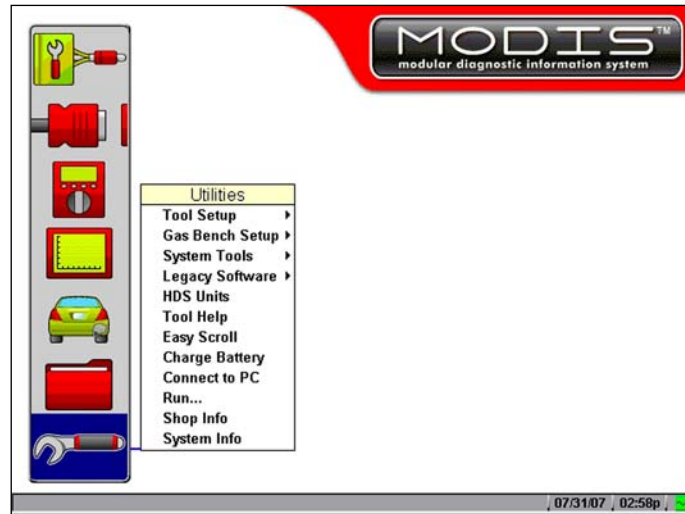 MODIS™
modular diagnostic information system
Utilities
Tool Setup
Gas Bench Setup
System Tools
Legacy Software
HDS Units
Tool Help
Easy Scroll
Charge Battery
Connect to PC
Run...
Shop Info
System Info
07/31/07 02:58p